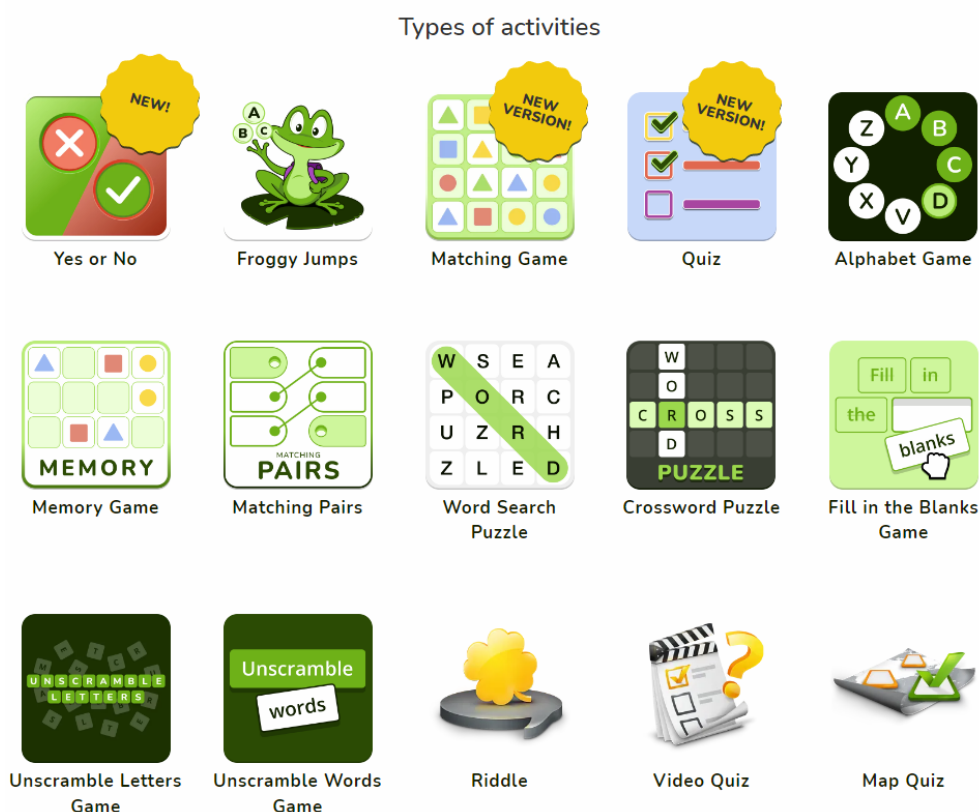 Types of activities
NEW!
A
B C
NEW
VERSION!
NEW
VERSION!
A
Z B
Y C
X D
V
Yes or No
Froggy Jumps
Matching Game
Quiz
Alphabet Game
MEMORY
MATCHING
PAIRS
W S E A
P O R C
U Z R H
Z L E D
W
O
C R O S S
D
PUZZLE
Fill in
the
blanks
Memory Game
Matching Pairs
Word Search
Puzzle
Crossword Puzzle
Fill in the Blanks
Game
UNSCRAMBLE
LETTERS
Unscramble
words
Unscramble Letters
Game
Unscramble Words
Game
Riddle
Video Quiz
Map Quiz